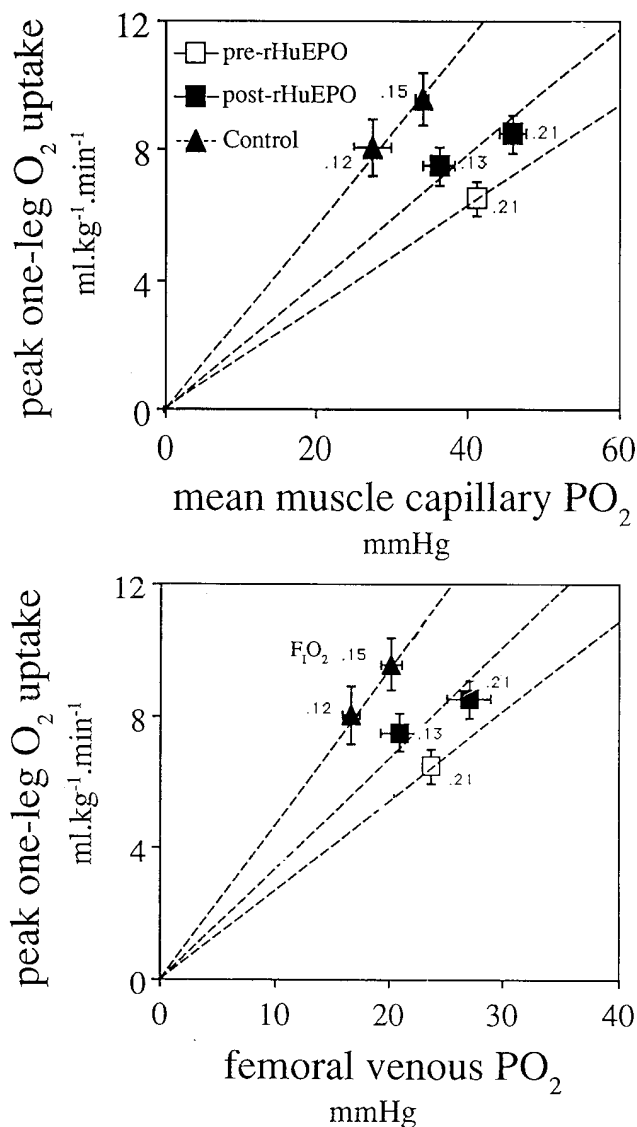 12
pre-rHuEPO
post-rHuEPO
Control
.15
.12
.21
.13
.21
8
4
0
peak one-leg O2 uptake
ml.kg-1.min-1
0 20 40 60
mean muscle capillary PO2
mmHg
12
FIO2 .15
.12
.21
.13
.21
8
4
0
peak one-leg O2 uptake
ml.kg-1.min-1
0 10 20 30 40
femoral venous PO2
mmHg